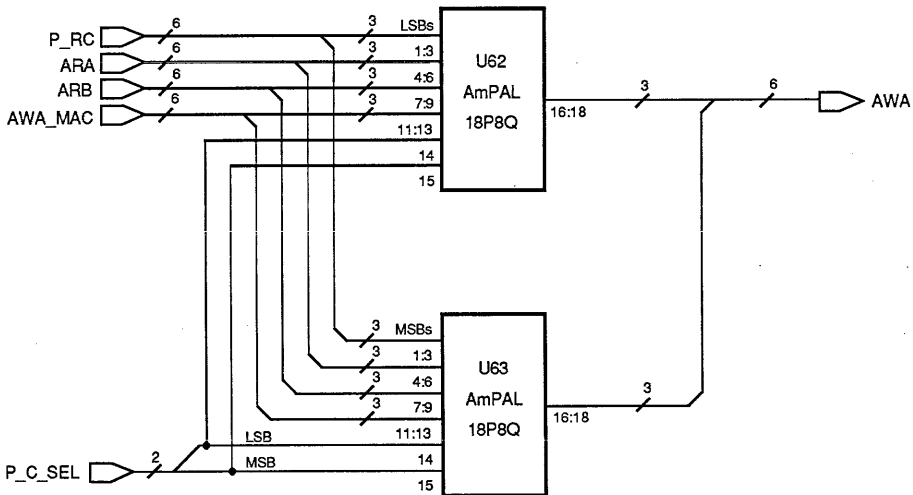 P_RC 6 3 LSBs
ARA 6 3 1:3
ARB 6 3 4:6
AWA_MAC 6 3 7:9
11:13
14
15
U62
AmPAL
18P8Q
16:18 3 6 AWA
3 MSBs
3 1:3
3 4:6
3 7:9
11:13
14
15
U63
AmPAL
18P8Q
16:18 3
P_C_SEL 2 LSB
MSB